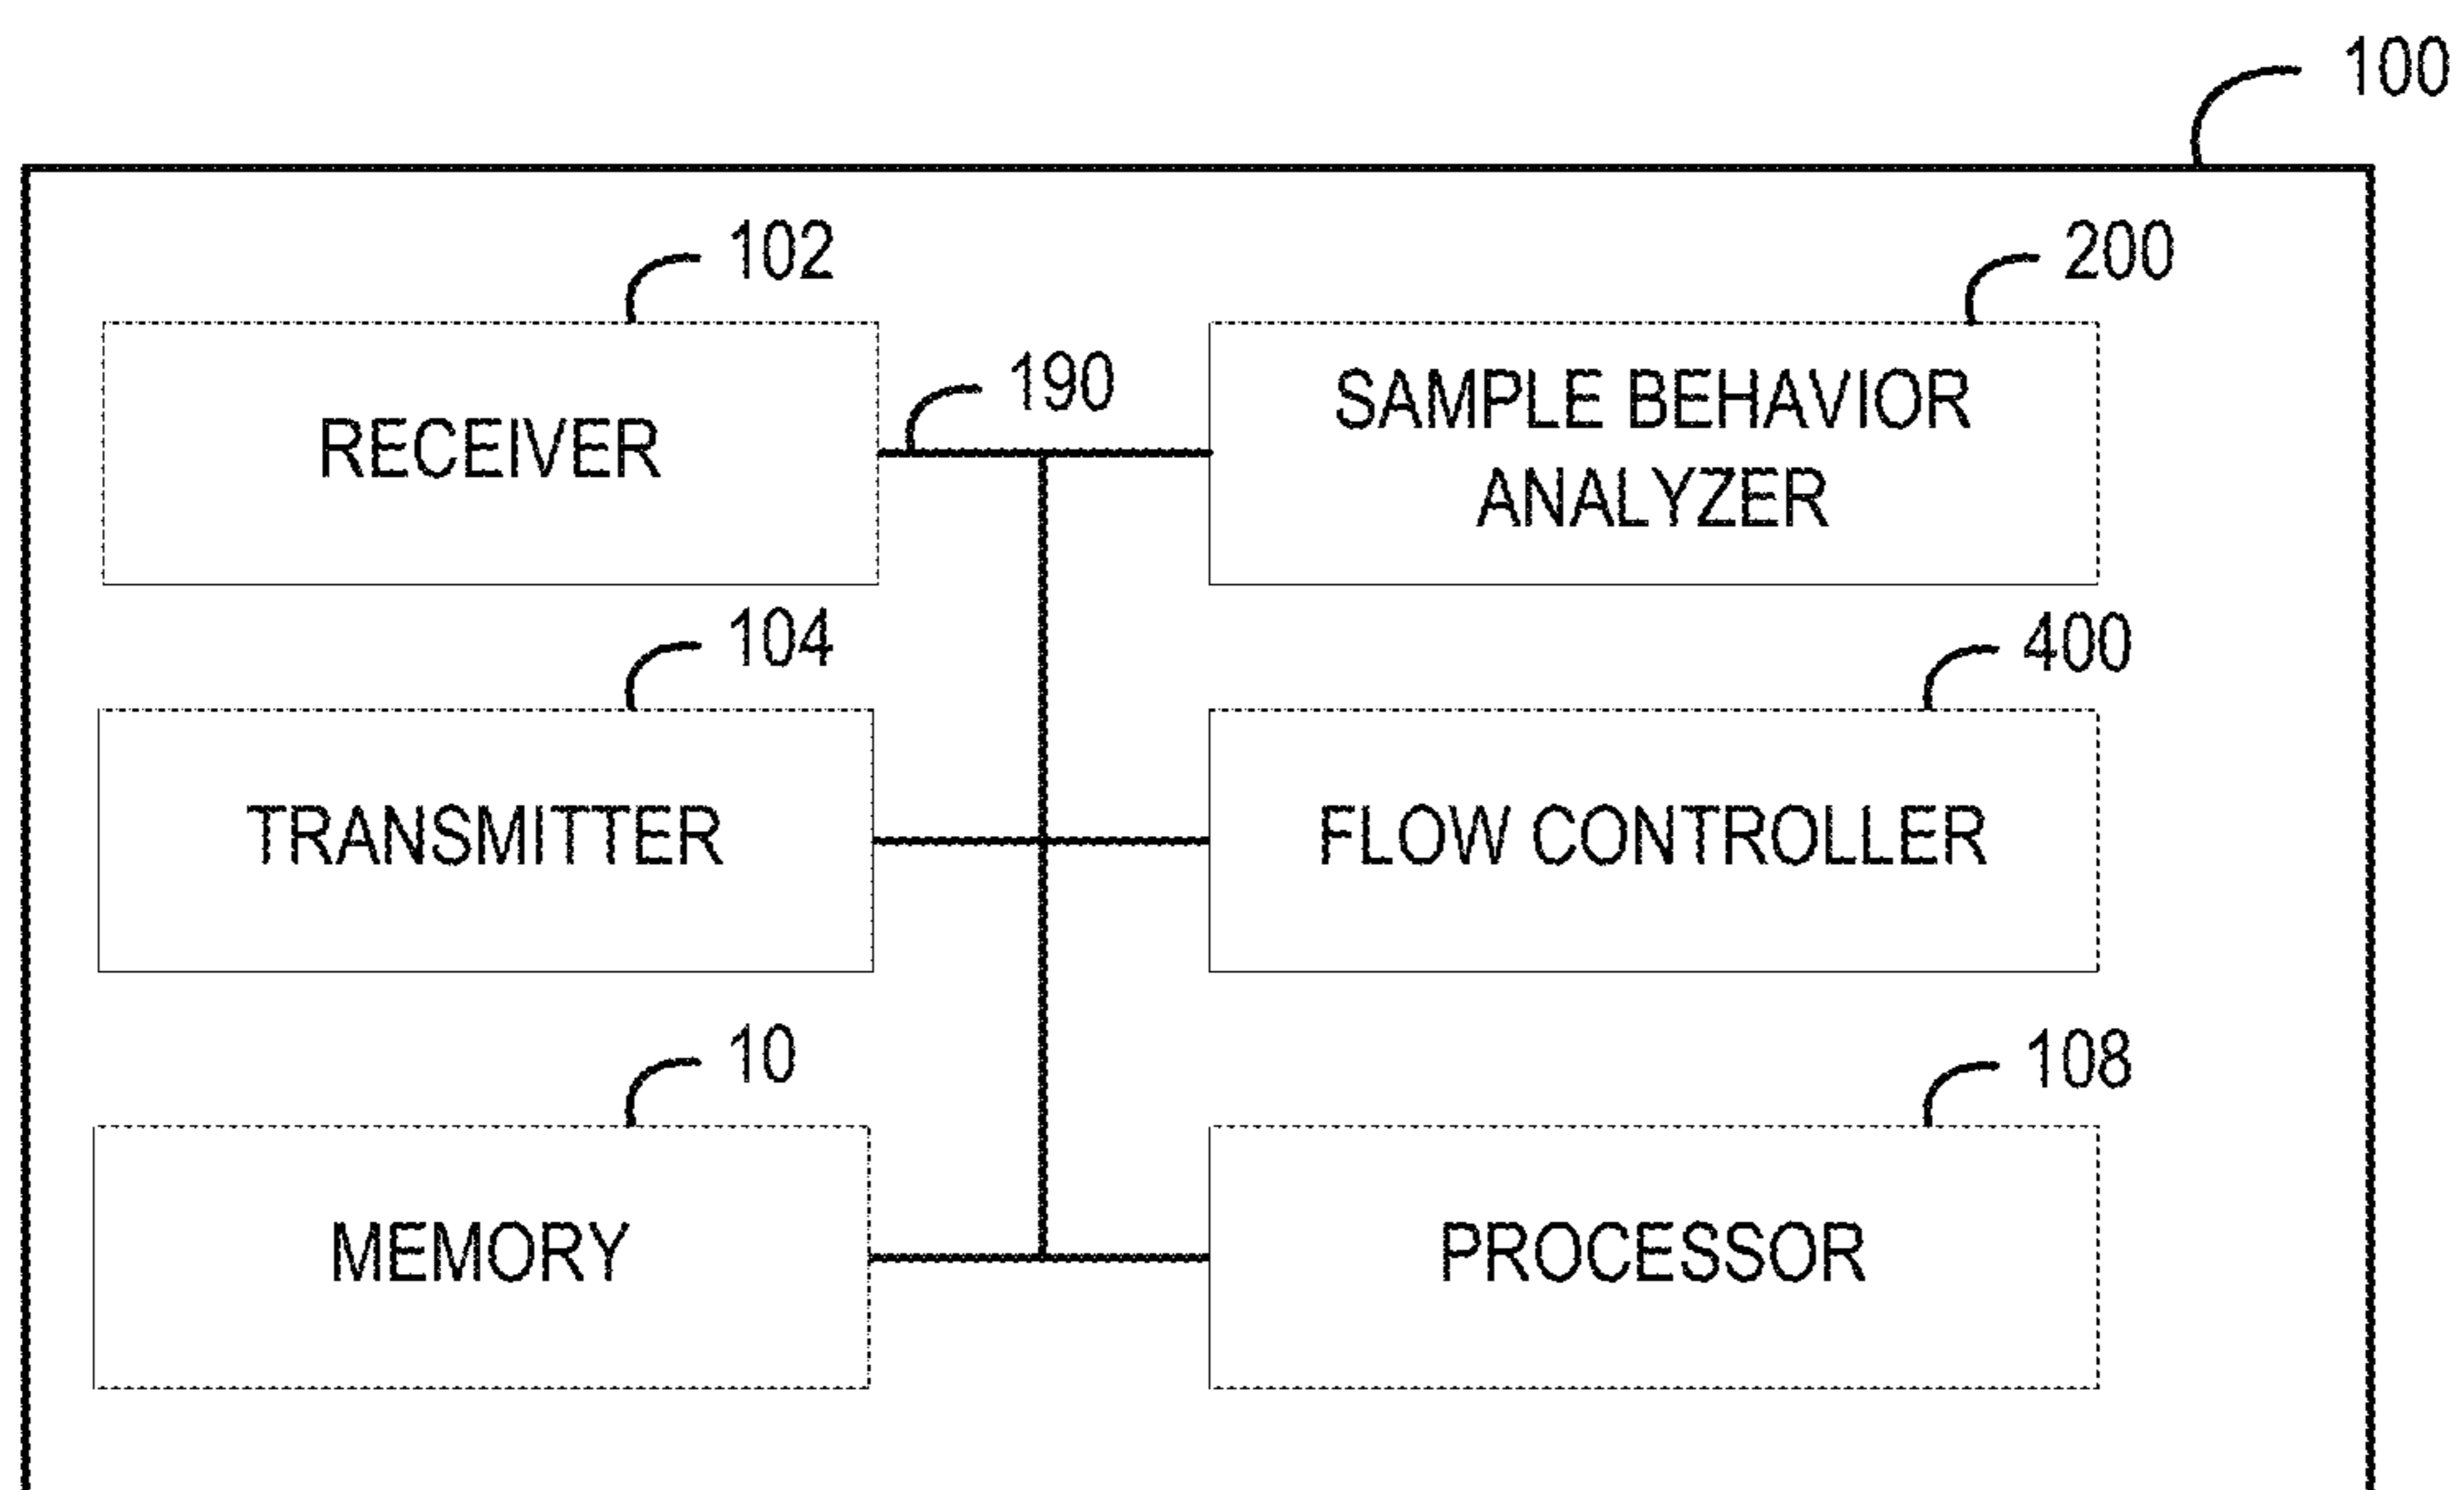 100
102
200
190
RECEIVER
SAMPLE BEHAVIOR
ANALYZER
104
400
TRANSMITTER
FLOW CONTROLLER
10
108
MEMORY
PROCESSOR